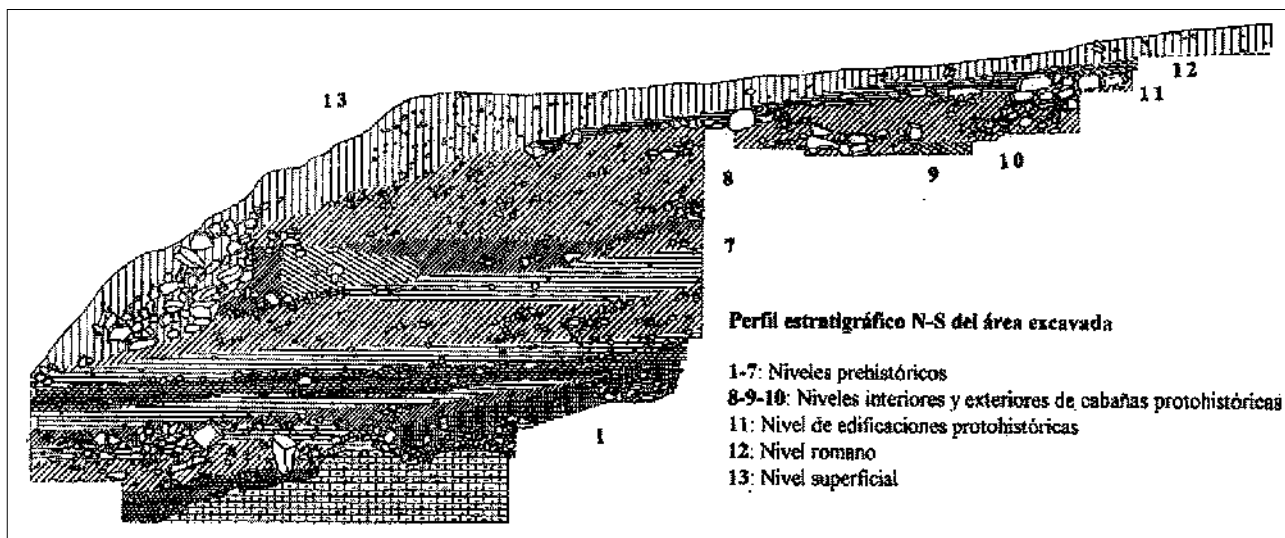 13
12
11
10
8
9
7
1
Perfil estratigráfico N-S del área excavada
1-7: Niveles prehistóricos
8-9-10: Niveles interiores y exteriores de cabañas protohistóricas
11: Nivel de edificaciones protohistóricas
12: Nivel romano
13: Nivel superficial